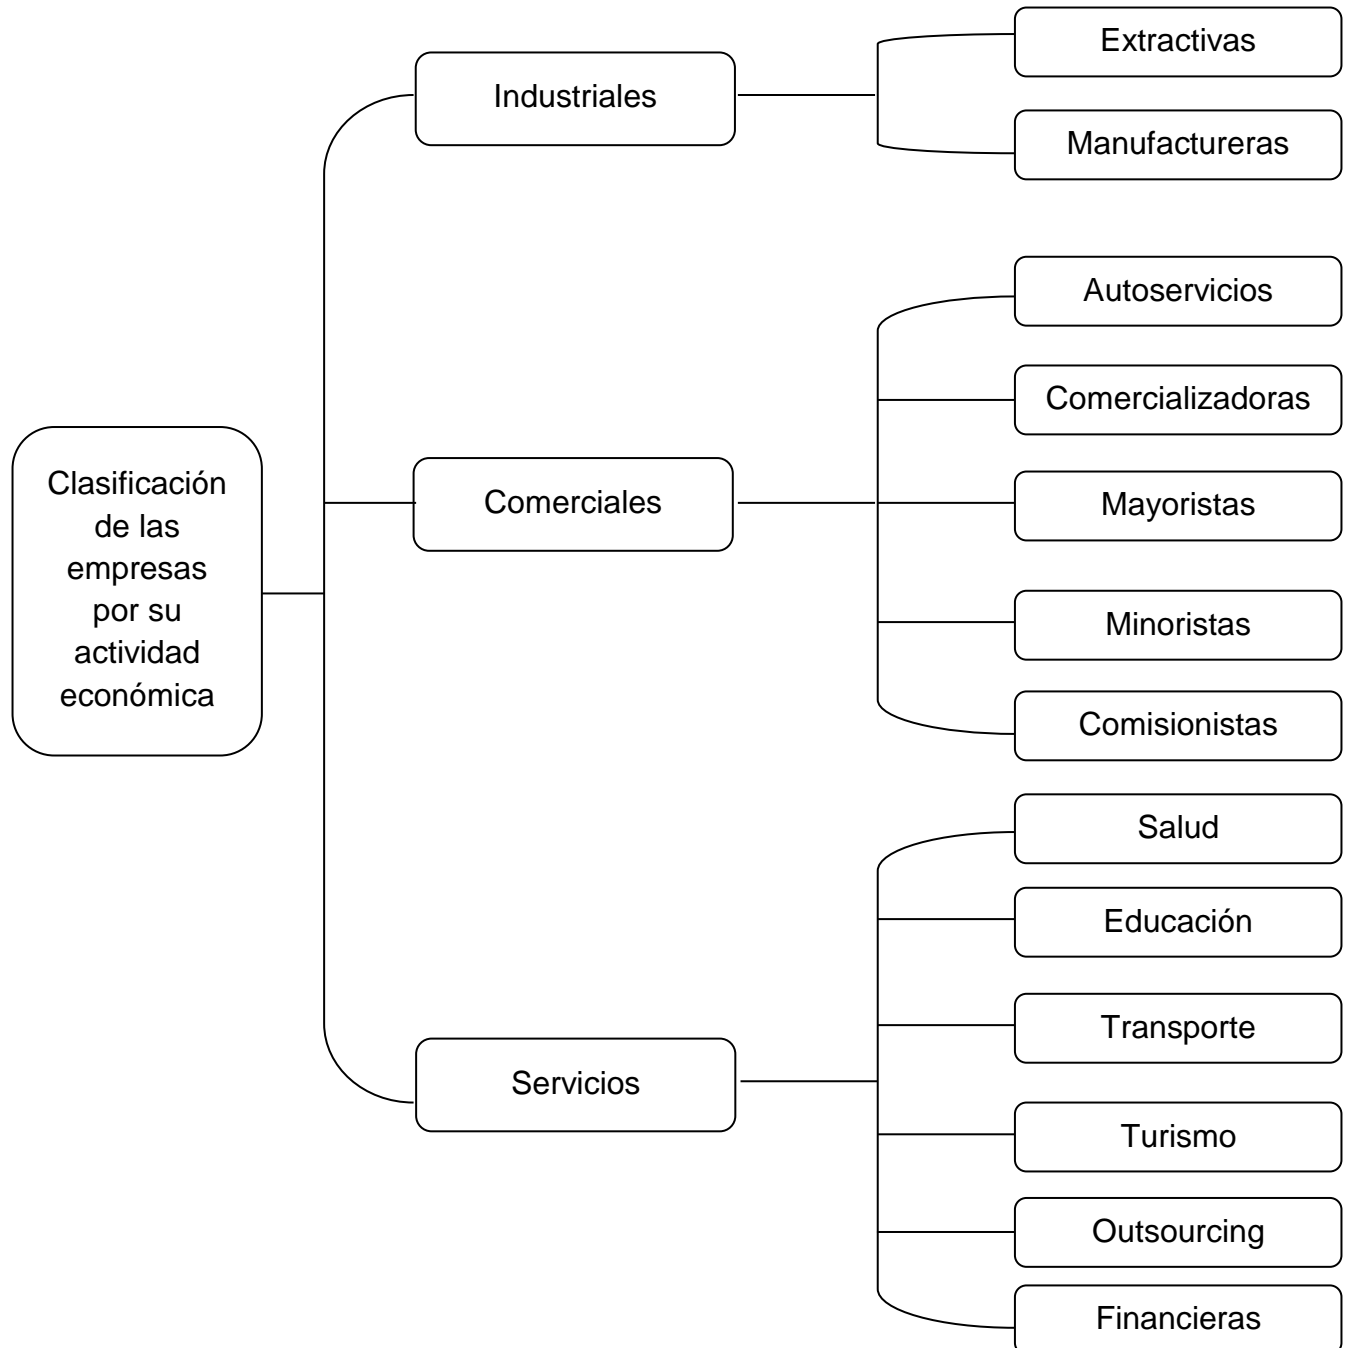 Clasificación
de las
empresas
por su
actividad
económica
Industriales
Extractivas
Manufactureras
Comerciales
Autoservicios
Comercializadoras
Mayoristas
Minoristas
Comisionistas
Servicios
Salud
Educación
Transporte
Turismo
Outsourcing
Financieras